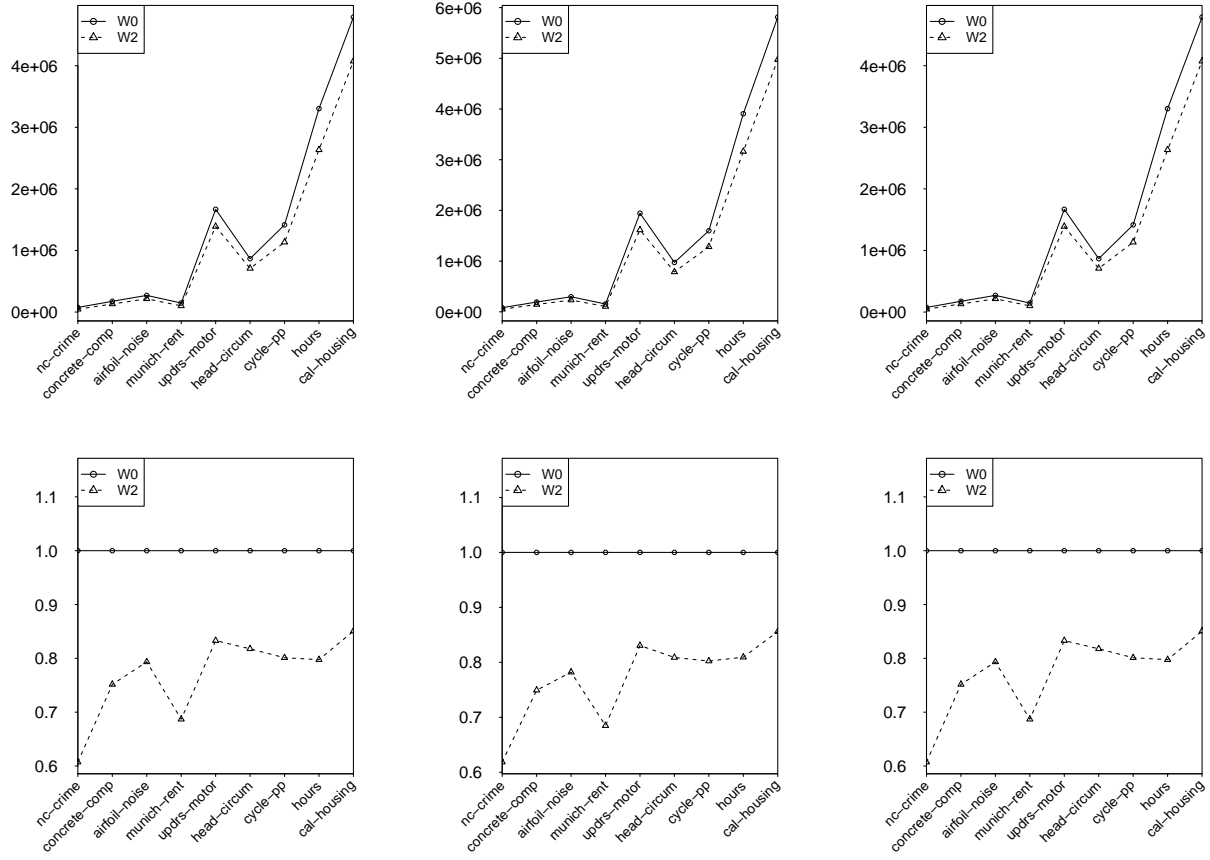 W0
W2
4e+06
3e+06
2e+06
1e+06
0e+00
nc−crime
concrete−comp
airfoil−noise
munich−rent
updrs−motor
head−circum
cycle−pp
hours
cal−housing
W0
W2
6e+06
5e+06
4e+06
3e+06
2e+06
1e+06
0e+00
nc−crime
concrete−comp
airfoil−noise
munich−rent
updrs−motor
head−circum
cycle−pp
hours
cal−housing
W0
W2
4e+06
3e+06
2e+06
1e+06
0e+00
nc−crime
concrete−comp
airfoil−noise
munich−rent
updrs−motor
head−circum
cycle−pp
hours
cal−housing
W0
W2
1.1
1.0
0.9
0.8
0.7
0.6
nc−crime
concrete−comp
airfoil−noise
munich−rent
updrs−motor
head−circum
cycle−pp
hours
cal−housing
W0
W2
1.1
1.0
0.9
0.8
0.7
0.6
nc−crime
concrete−comp
airfoil−noise
munich−rent
updrs−motor
head−circum
cycle−pp
hours
cal−housing
W0
W2
1.1
1.0
0.9
0.8
0.7
0.6
nc−crime
concrete−comp
airfoil−noise
munich−rent
updrs−motor
head−circum
cycle−pp
hours
cal−housing